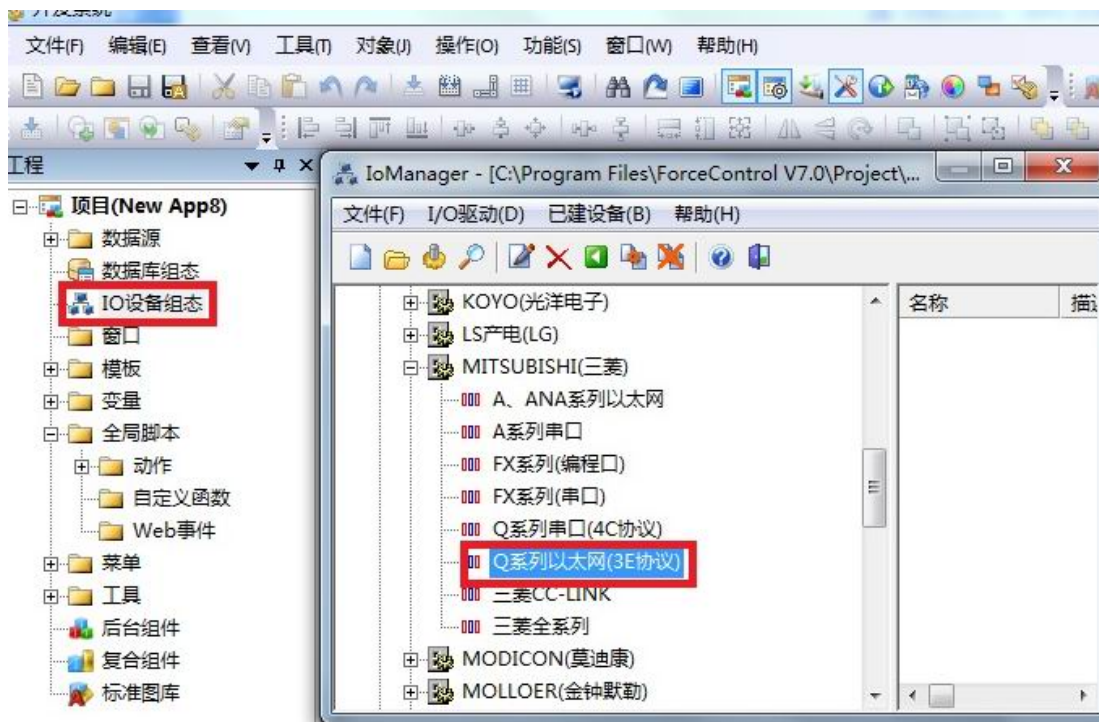 开发系统
文件(F) 编辑(E) 查看(V) 工具(T) 对象(J) 操作(O) 功能(S) 窗口(W) 帮助(H)
工程
项目(New App8)
数据源
数据库组态
IO设备组态
窗口
模板
变量
全局脚本
动作
自定义函数
Web事件
菜单
工具
后台组件
复合组件
标准图库
IoManager - [C:\Program Files\ForceControl V7.0\Project\...
文件(F) I/O驱动(D) 已建设备(B) 帮助(H)
KOYO(光洋电子)
LS产电(LG)
MITSUBISHI(三菱)
A、ANA系列以太网
A系列串口
FX系列(编程口)
FX系列(串口)
Q系列串口(4C协议)
Q系列以太网(3E协议)
三菱CC-LINK
三菱全系列
MODICON(莫迪康)
MOLLOER(金钟默勒)
名称 描述